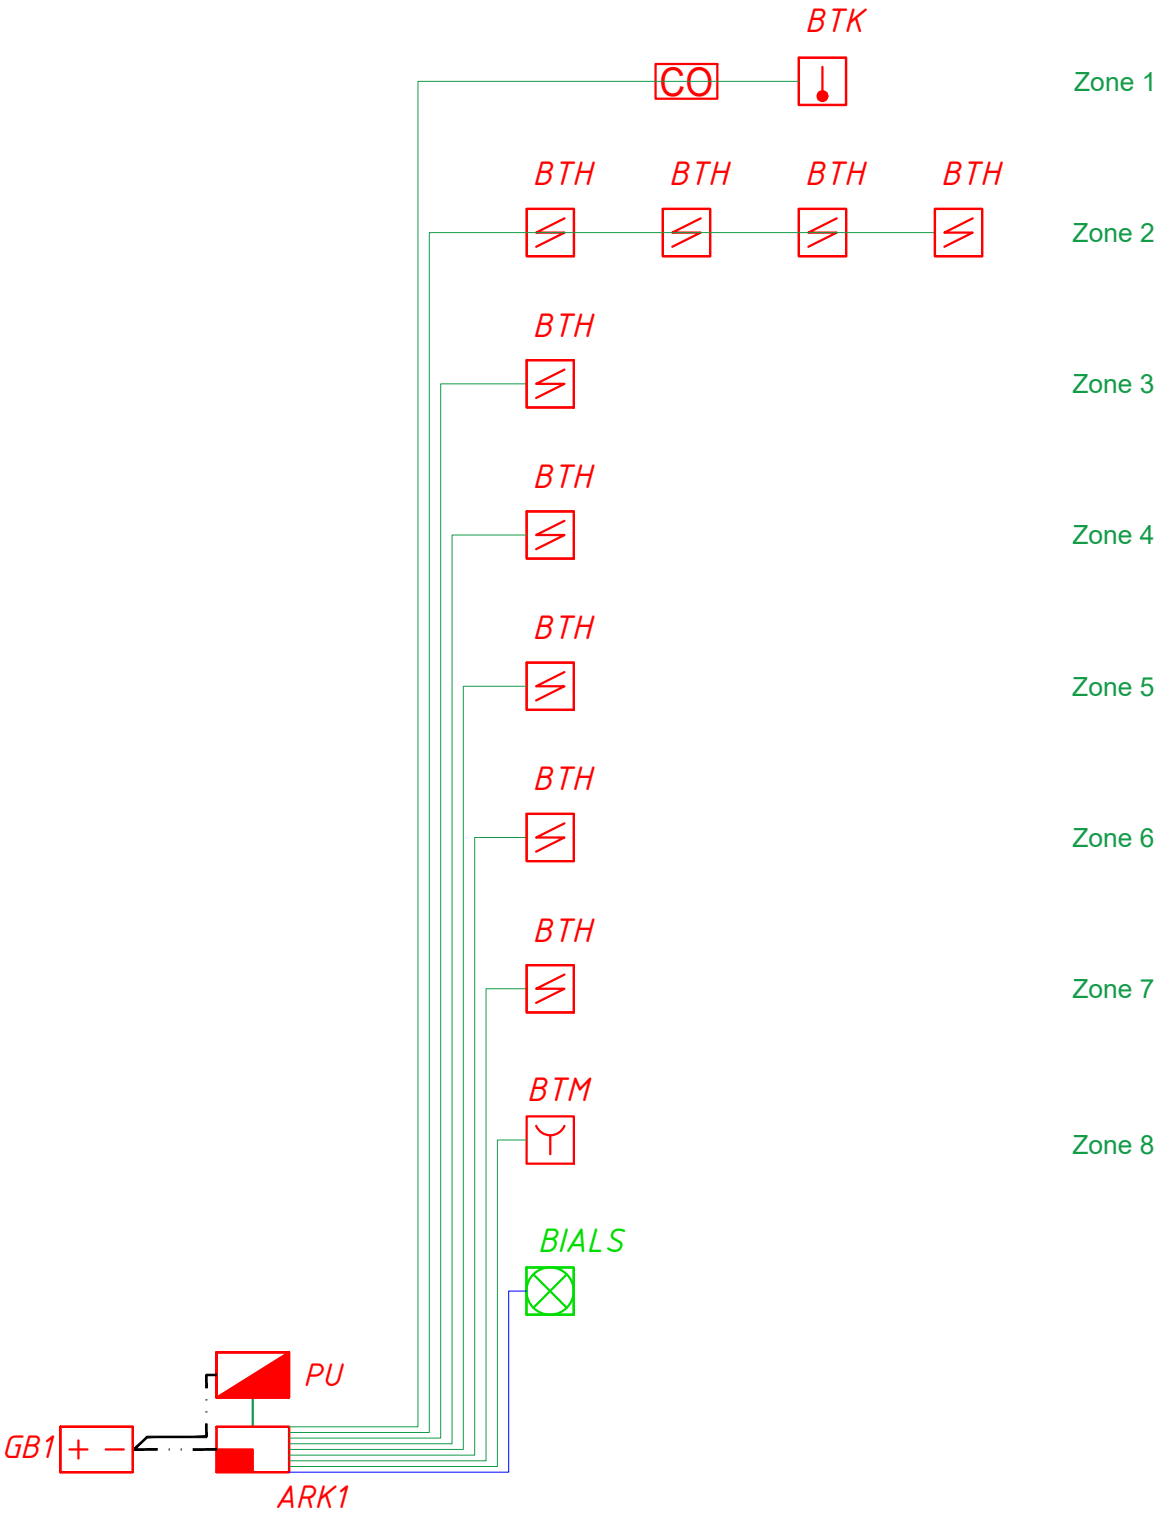 BTK
CO
Zone 1
BTH BTH BTH BTH
Zone 2
BTH
Zone 3
BTH
Zone 4
BTH
Zone 5
BTH
Zone 6
BTH
Zone 7
BTM
Zone 8
BIALS
PU
GB1 + −
ARK1